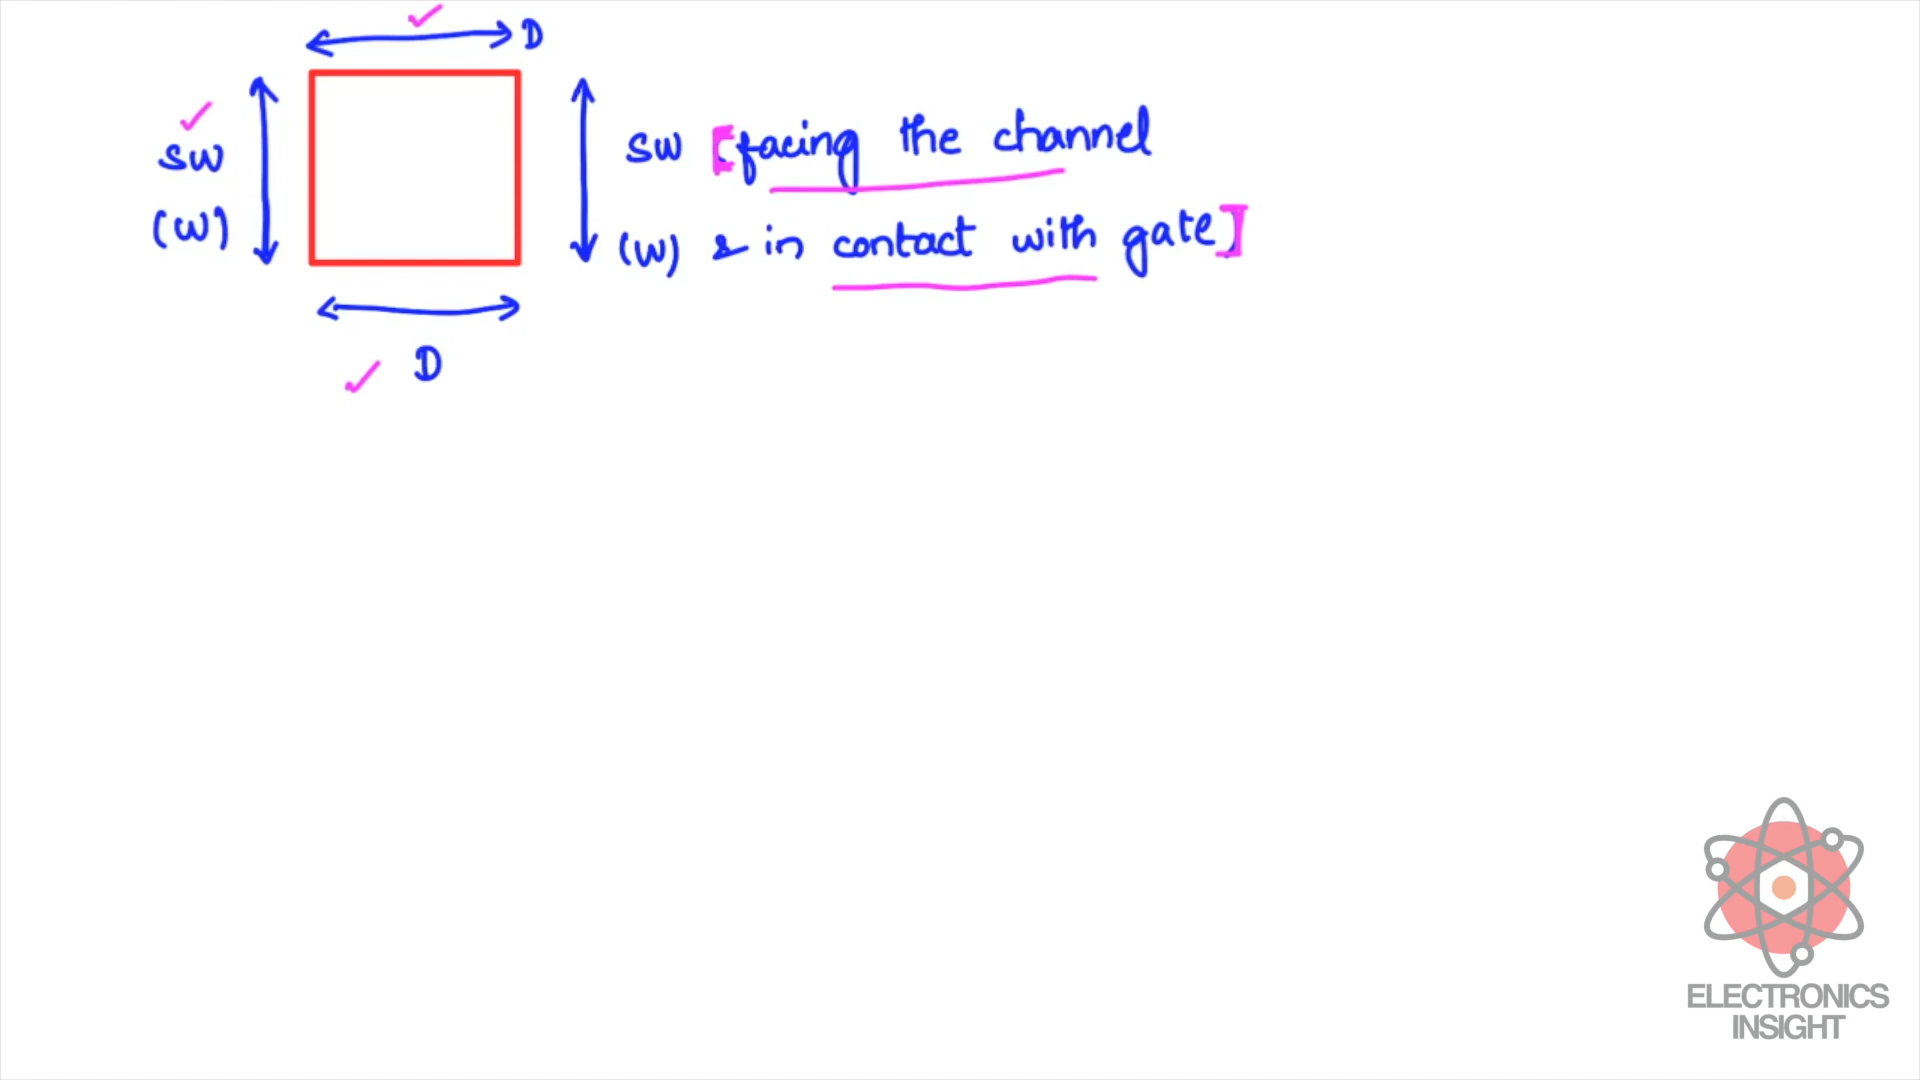 D
sw [facing the channel
sw
(w)
(w) & in contact with gate]
D
ELECTRONICS
INSIGHT